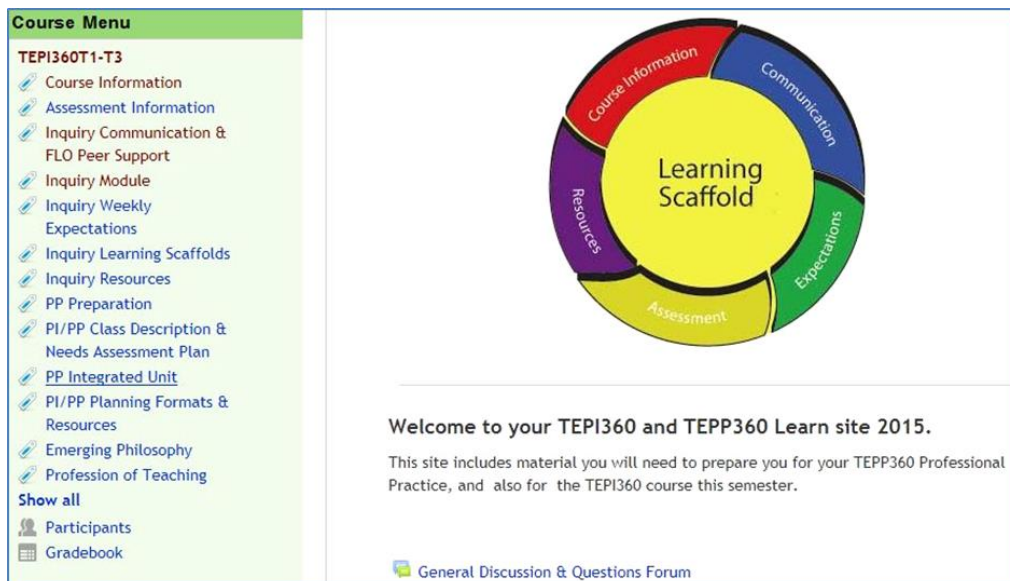 Course Menu
TEPI360T1-T3
Course Information
Assessment Information
Inquiry Communication &
FLO Peer Support
Inquiry Module
Inquiry Weekly
Expectations
Inquiry Learning Scaffolds
Inquiry Resources
PP Preparation
PI/PP Class Description &
Needs Assessment Plan
PP Integrated Unit
PI/PP Planning Formats &
Resources
Emerging Philosophy
Profession of Teaching
Show all
Participants
Gradebook
Course Information
Communication
Expectations
Assessment
Resources
Learning
Scaffold
Welcome to your TEPI360 and TEPP360 Learn site 2015.
This site includes material you will need to prepare you for your TEPP360 Professional
Practice, and also for the TEPI360 course this semester.
General Discussion & Questions Forum